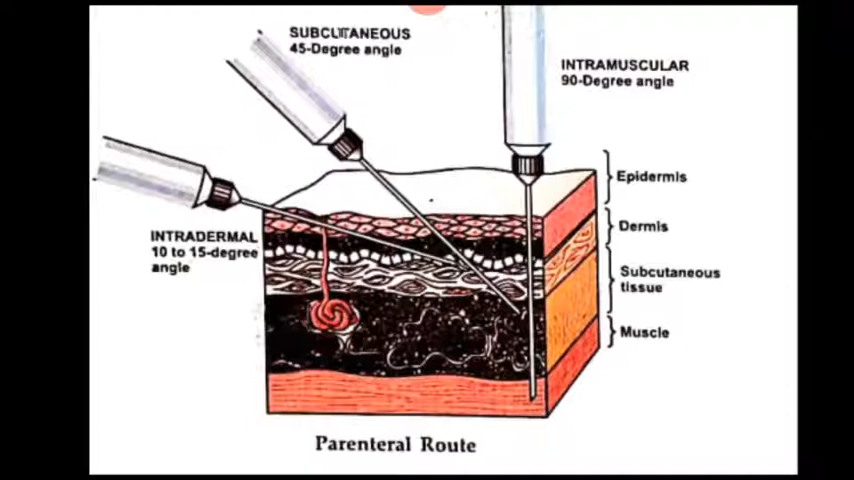 SUBCUTANEOUS
45-Degree angle
INTRAMUSCULAR
90-Degree angle
INTRADERMAL
10 to 15-degree
angle
Epidermis
Dermis
Subcutaneous
tissue
Muscle
Parenteral Route